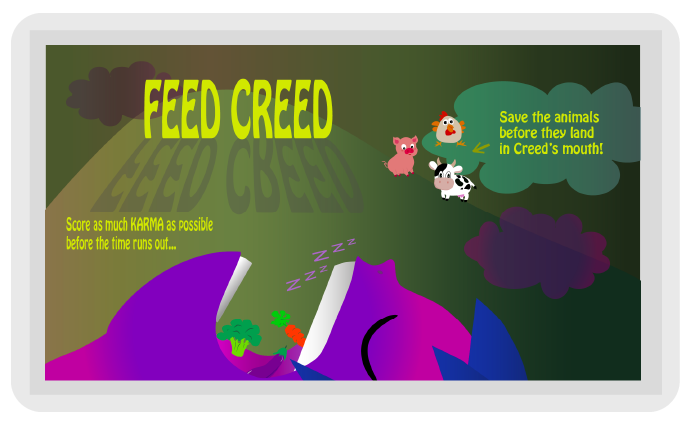 FEED CREED
Save the animals
before they land
in Creed's mouth!
Score as much KARMA as possible
before the time runs out...
z z z
z z z